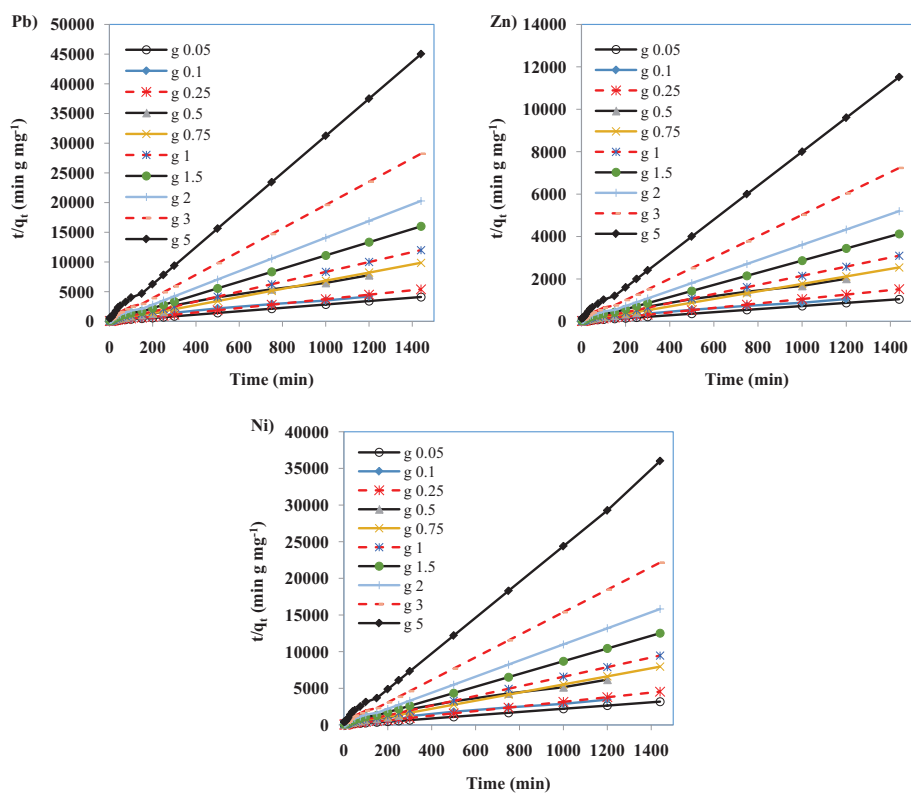 Pb)
t/qt (min g mg-1)
50000
45000
40000
35000
30000
25000
20000
15000
10000
5000
0
g 0.05
g 0.1
g 0.25
g 0.5
g 0.75
g 1
g 1.5
g 2
g 3
g 5
0 200 400 600 800 1000 1200 1400
Time (min)
Zn)
t/qt (min g mg-1)
14000
12000
10000
8000
6000
4000
2000
0
g 0.05
g 0.1
g 0.25
g 0.5
g 0.75
g 1
g 1.5
g 2
g 3
g 5
0 200 400 600 800 1000 1200 1400
Time (min)
Ni)
t/qt (min g mg-1)
40000
35000
30000
25000
20000
15000
10000
5000
0
g 0.05
g 0.1
g 0.25
g 0.5
g 0.75
g 1
g 1.5
g 2
g 3
g 5
0 200 400 600 800 1000 1200 1400
Time (min)